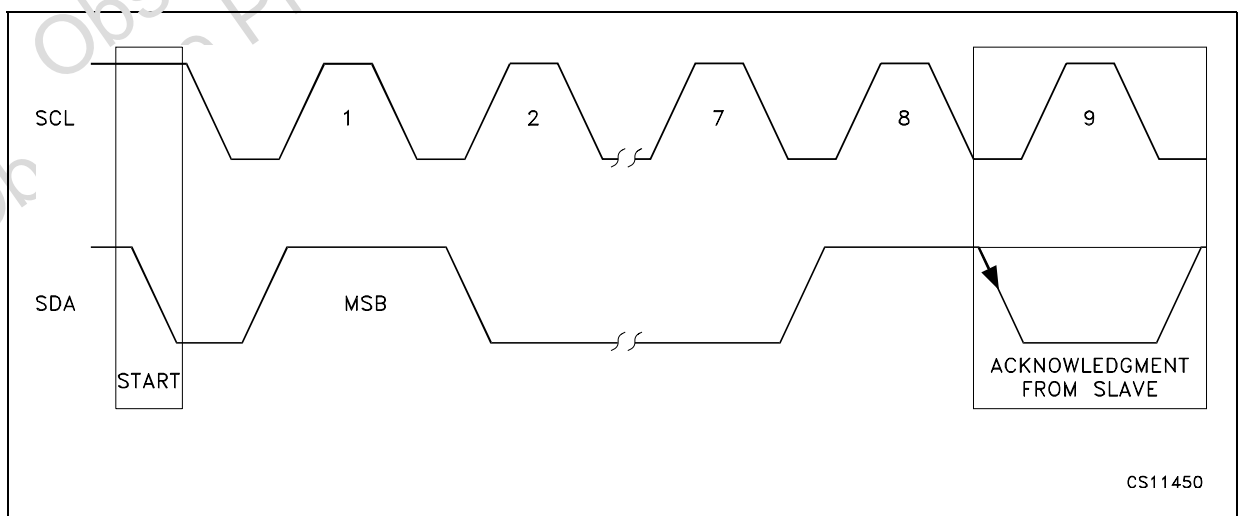 SCL
1 2 7 8 9
SDA
MSB
START
ACKNOWLEDGMENT
FROM SLAVE
CS11450